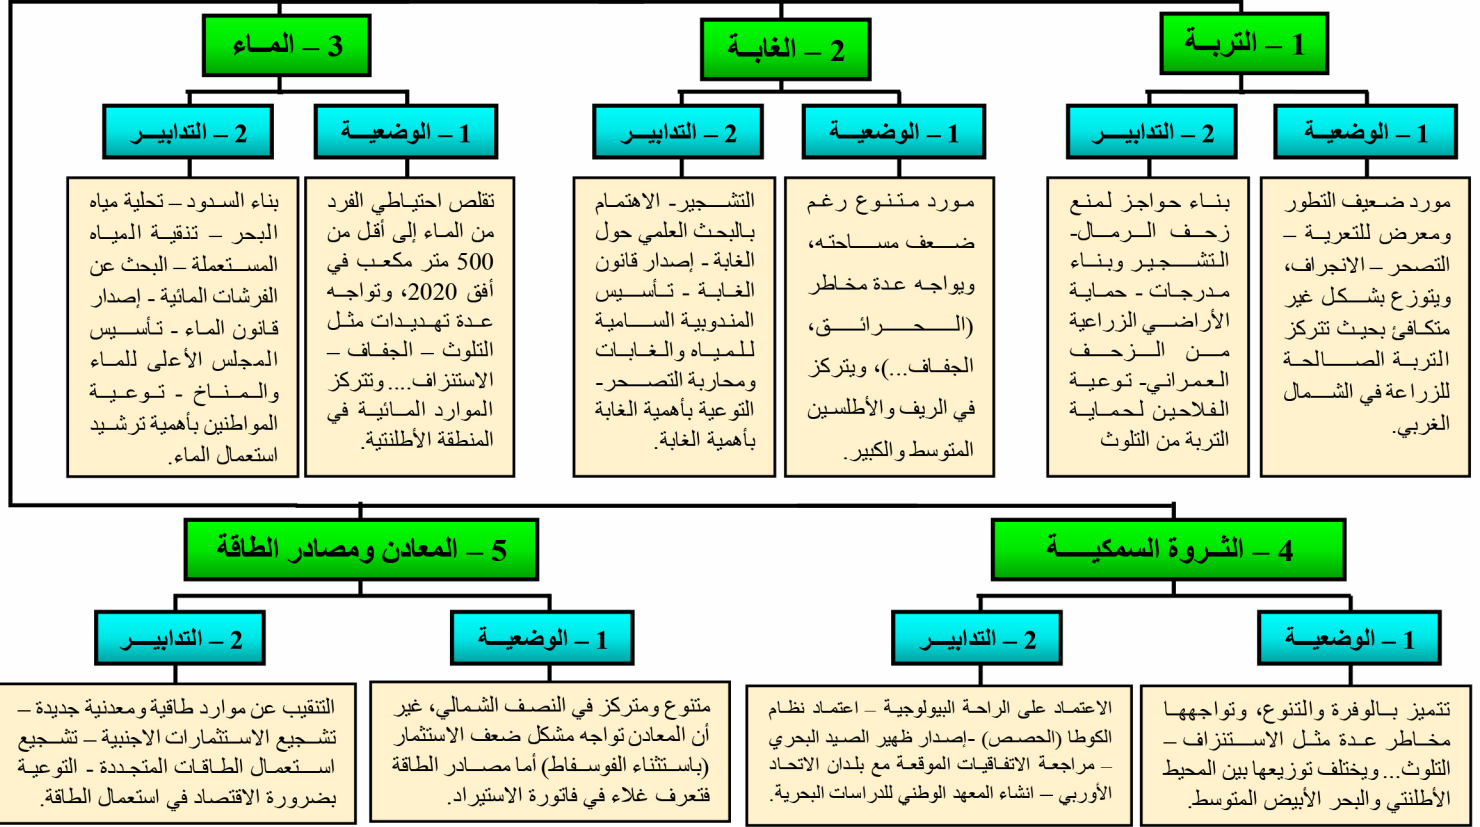 1 – التربة
1 – الوضعية
مورد ضعيف التطور
ومعرض للتعرية –
التصحر – الانجراف،
ويتوزع بشكل غير
متكافئ بحيث تتركز
التربة الصالحة
للزراعة في الشمال
الغربي.
2 – التدابير
بناء حواجز لمنع
زحف الرمال-
التشجير وبناء
مدرجات - حماية
الأراضي الزراعية
من الزحف
العمراني- توعية
الفلاحين لحماية
التربة من التلوث
2 – الغابة
1 – الوضعية
مورد متنوع رغم
ضعف مساحته،
ويواجه عدة مخاطر
(الحرائق،
الجفاف...)، ويتركز
في الريف والأطلسين
المتوسط والكبير.
2 – التدابير
التشجير- الاهتمام
بالبحث العلمي حول
الغابة - إصدار قانون
الغابة - تأسيس
المندوبية السامية
للمياه والغابات
ومحاربة التصحر-
التوعية بأهمية الغابة
بأهمية الغابة.
3 – الماء
1 – الوضعية
تقلص احتياطي الفرد
من الماء إلى أقل من
500 متر مكعب في
أفق 2020، وتواجه
عدة تهديدات مثل
التلوث – الجفاف –
الاستنزاف.... وتتركز
الموارد المائية في
المنطقة الأطلنتية.
2 – التدابير
بناء السدود – تحلية مياه
البحر – تنقية المياه
المستعملة – البحث عن
الفرشات المائية - إصدار
قانون الماء - تأسيس
المجلس الأعلى للماء
والمناخ - توعية
المواطنين بأهمية ترشيد
استعمال الماء.
4 – الثروة السمكية
1 – الوضعية
تتميز بالوفرة والتنوع، وتواجهها
مخاطر عدة مثل الاستنزاف –
التلوث... ويختلف توزيعها بين المحيط
الأطلنتي والبحر الأبيض المتوسط.
2 – التدابير
الاعتماد على الراحة البيولوجية – اعتماد نظام
الكوطا (الحصص) -إصدار ظهير الصيد البحري
– مراجعة الاتفاقيات الموقعة مع بلدان الاتحاد
الأوربي – انشاء المعهد الوطني للدراسات البحرية.
5 – المعادن ومصادر الطاقة
1 – الوضعية
متنوع ومتركز في النصف الشمالي، غير
أن المعادن تواجه مشكل ضعف الاستثمار
(باستثناء الفوسفاط) أما مصادر الطاقة
فتعرف غلاء في فاتورة الاستيراد.
2 – التدابير
التنقيب عن موارد طاقية ومعدنية جديدة –
تشجيع الاستثمارات الاجنبية – تشجيع
استعمال الطاقات المتجددة - التوعية
بضرورة الاقتصاد في استعمال الطاقة.